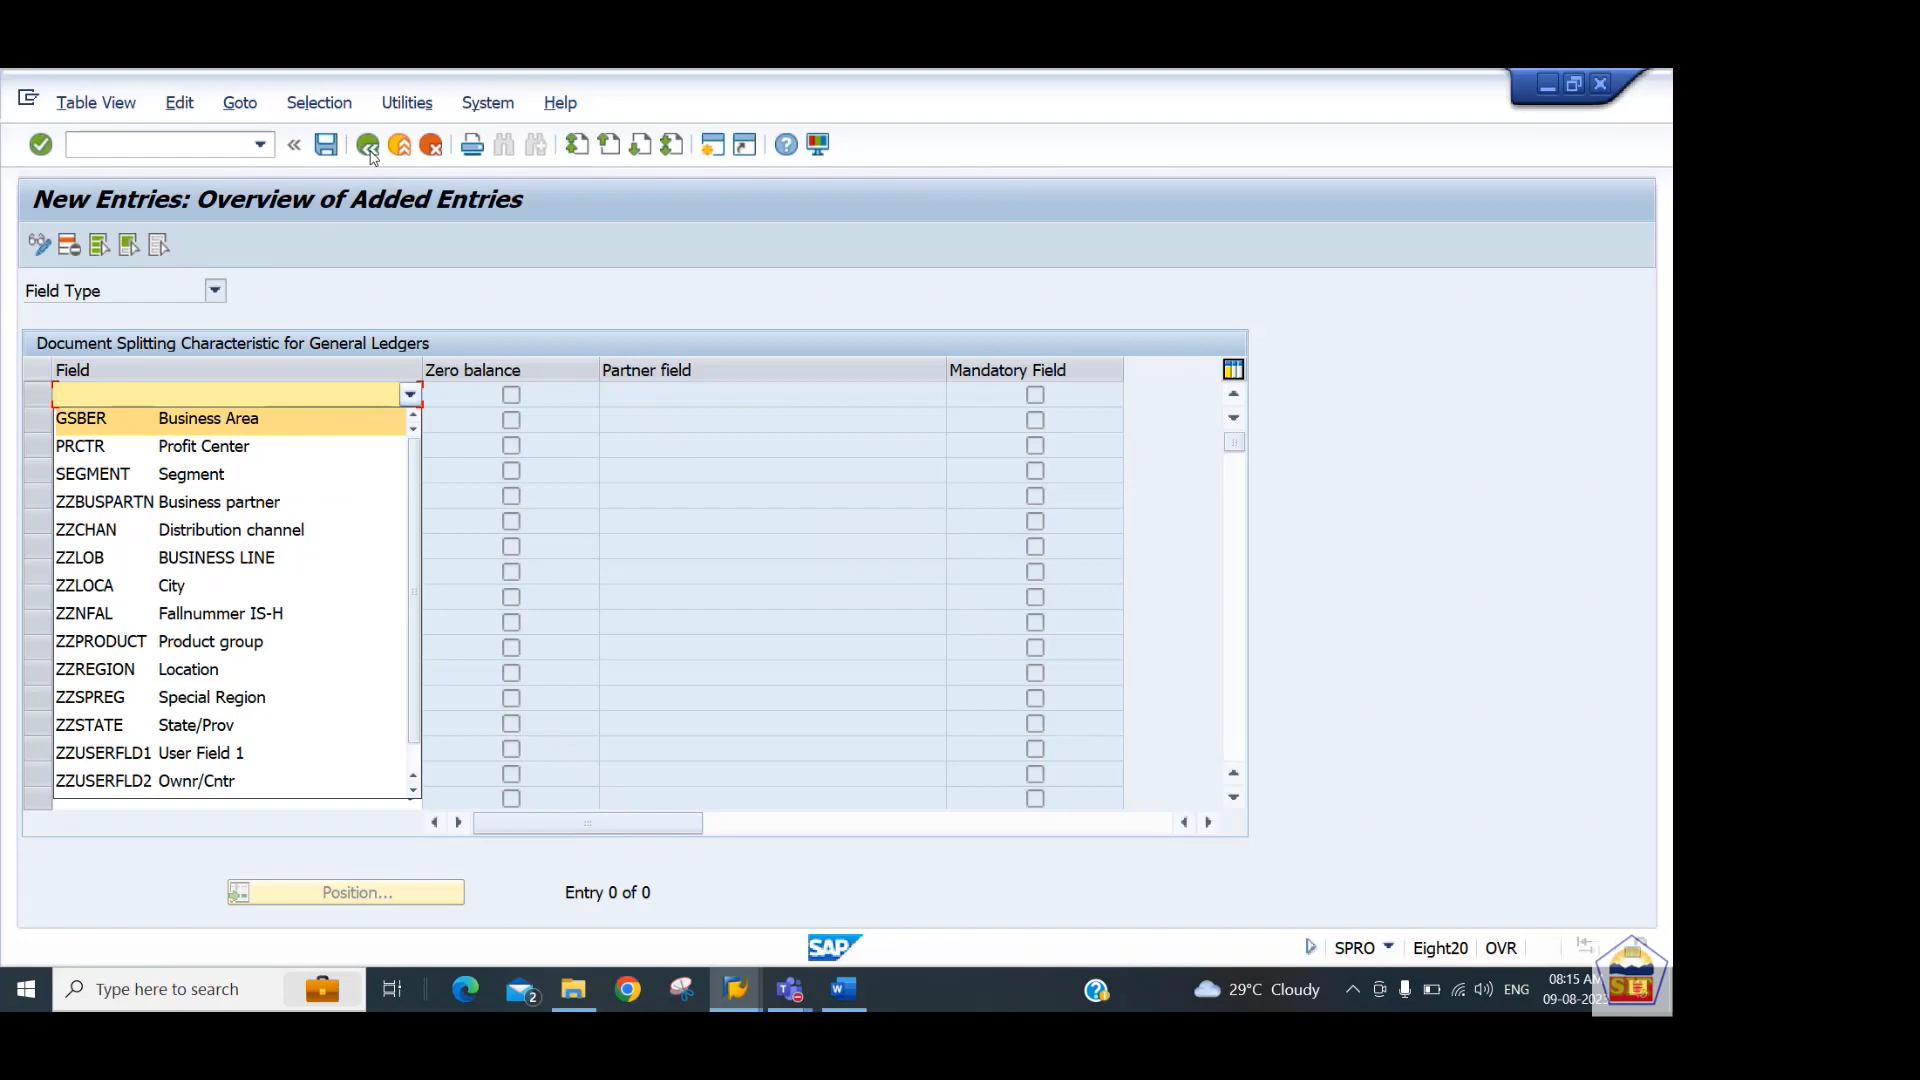 Table View Edit Goto Selection Utilities System Help
New Entries: Overview of Added Entries
Field Type
Document Splitting Characteristic for General Ledgers
Field Zero balance Partner field Mandatory Field
GSBER Business Area
PRCTR Profit Center
SEGMENT Segment
ZZBUSPARTN Business partner
ZZCHAN Distribution channel
ZZLOB BUSINESS LINE
ZZLOCA City
ZZNFAL Fallnummer IS-H
ZZPRODUCT Product group
ZZREGION Location
ZZSPREG Special Region
ZZSTATE State/Prov
ZZUSERFLD1 User Field 1
ZZUSERFLD2 Ownr/Cntr
Position... Entry 0 of 0
SAP SPRO Eight20 OVR
Type here to search 2 29°C Cloudy ENG 08:15 AM